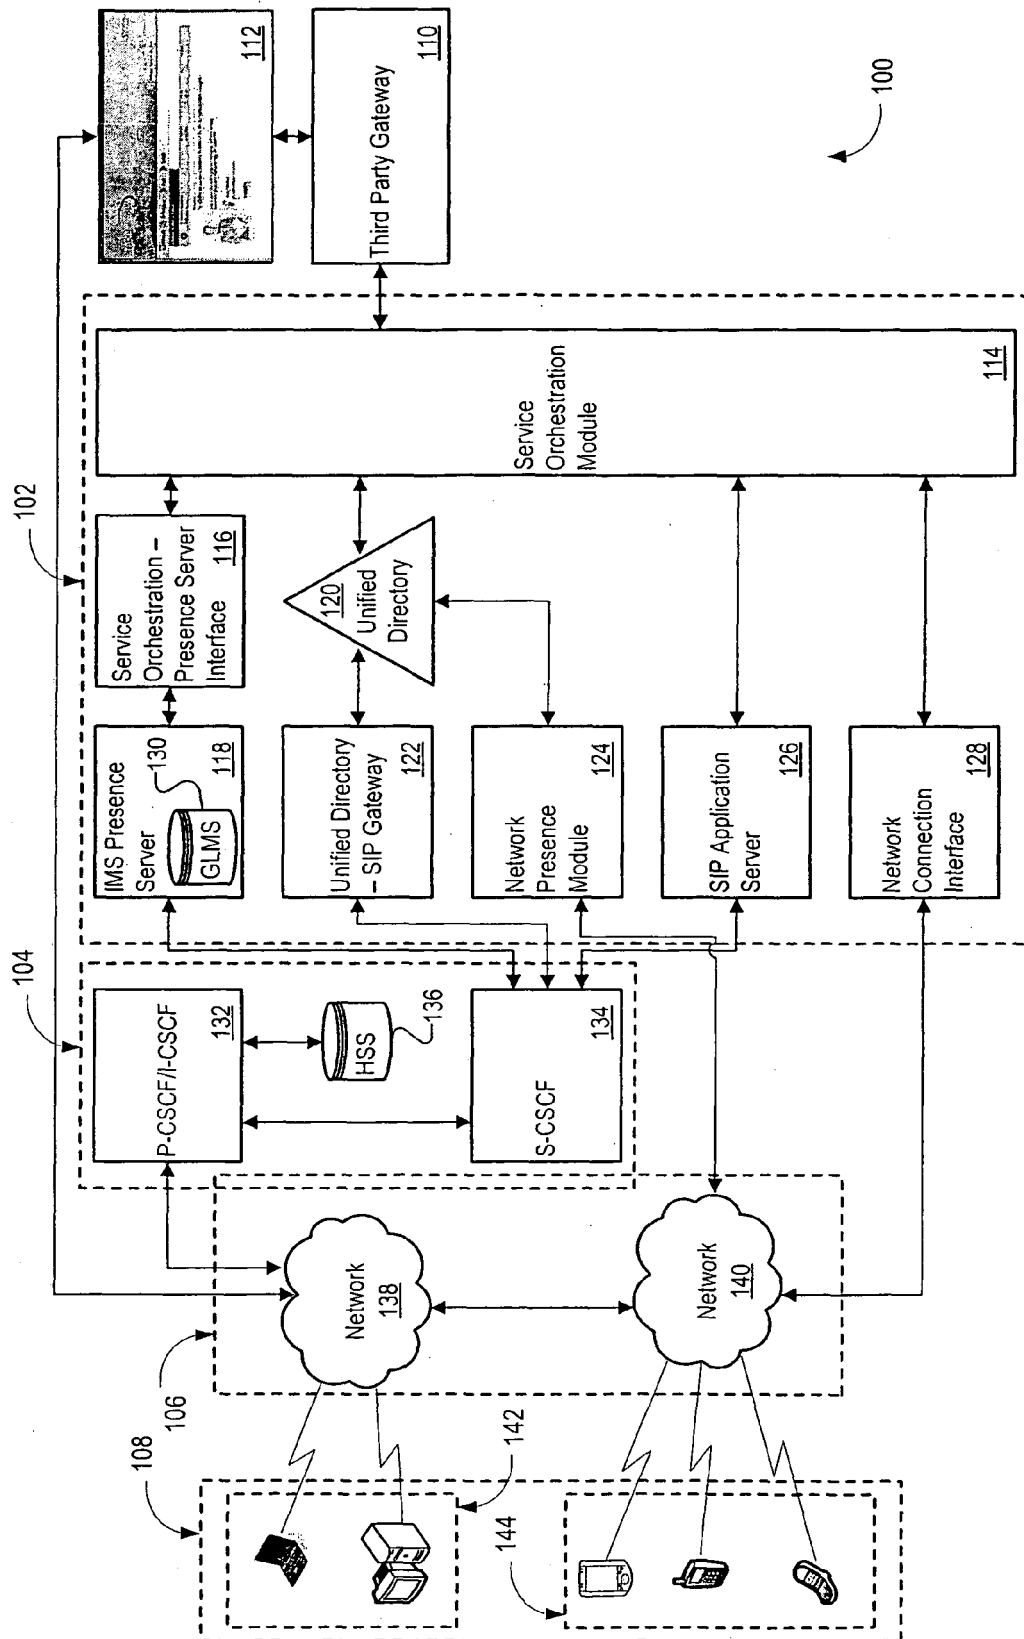 108
144
142
106
Network
140
Network
138
104
102
S-CSCF
134
HSS
136
P-CSCF/I-CSCF
132
Network
Connection
Interface
128
SIP Application
Server
126
Network
Presence
Module
124
Unified Directory
– SIP Gateway
122
IMS Presence
Server
GLMS
130
118
120
Unified
Directory
Service
Orchestration –
Presence Server
Interface
116
Service
Orchestration
Module
114
Third Party Gateway
110
112
100